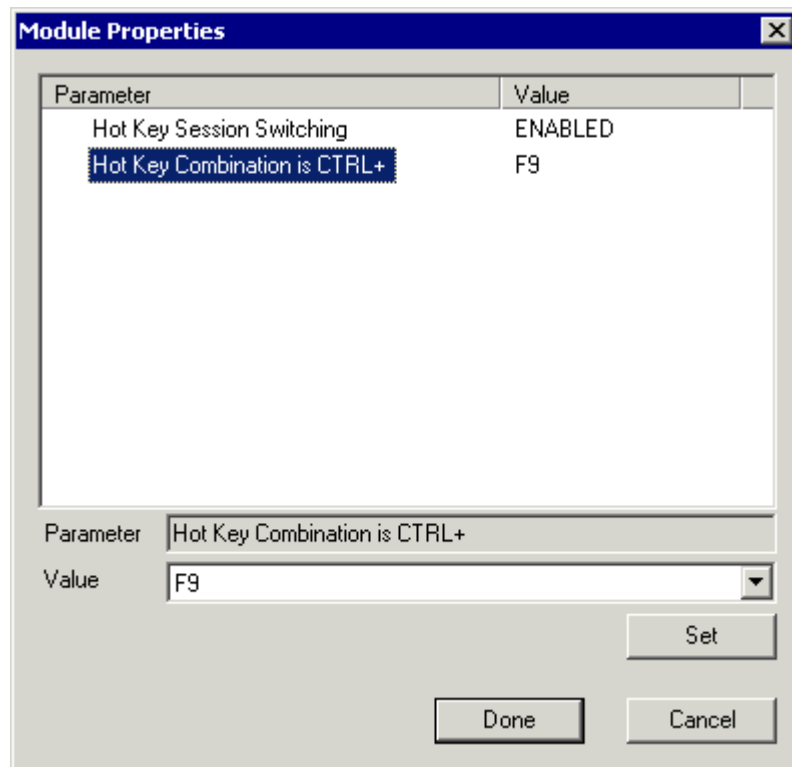 Module Properties
Parameter Value
Hot Key Session Switching ENABLED
Hot Key Combination is CTRL+ F9
Parameter Hot Key Combination is CTRL+
Value F9
Set
Done Cancel